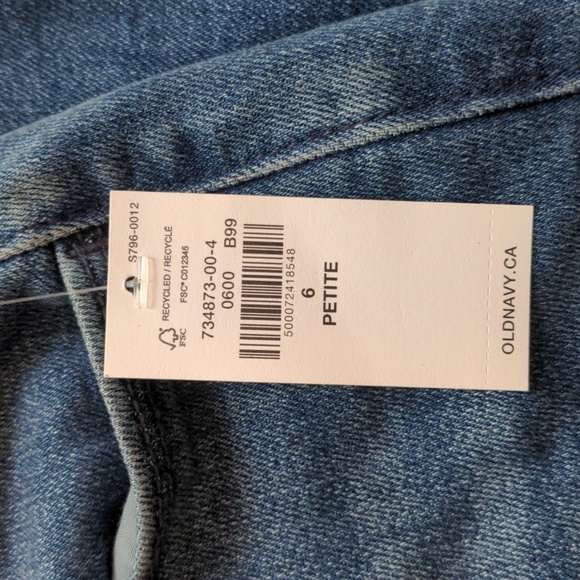 S796-0012
RECYCLED / RECYCLÉ
FSC® C012345
FSC
734873-00-4
0600 B99
500072418548
6
PETITE
OLDNAVY.CA